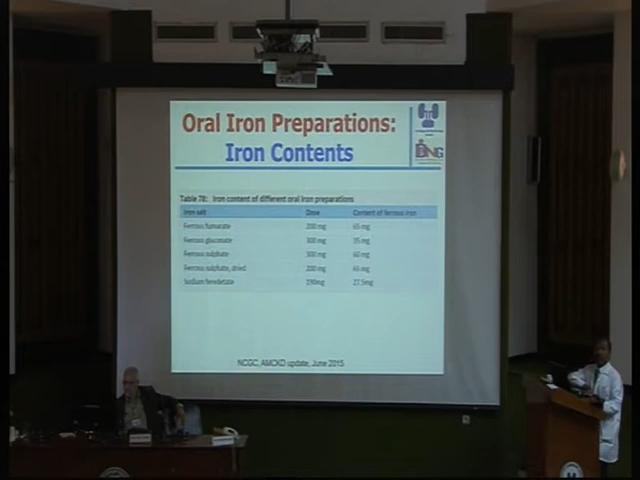 Oral Iron Preparations:
Iron Contents
Table 78: Iron content of different oral iron preparations
Iron salt Dose Content of ferrous iron
Ferrous fumarate 200 mg 65 mg
Ferrous gluconate 300 mg 35 mg
Ferrous sulphate 300 mg 60 mg
Ferrous sulphate, dried 200 mg 65 mg
Sodium feredetate 190mg 27.5mg
NCGC, AMCKD update, June 2015